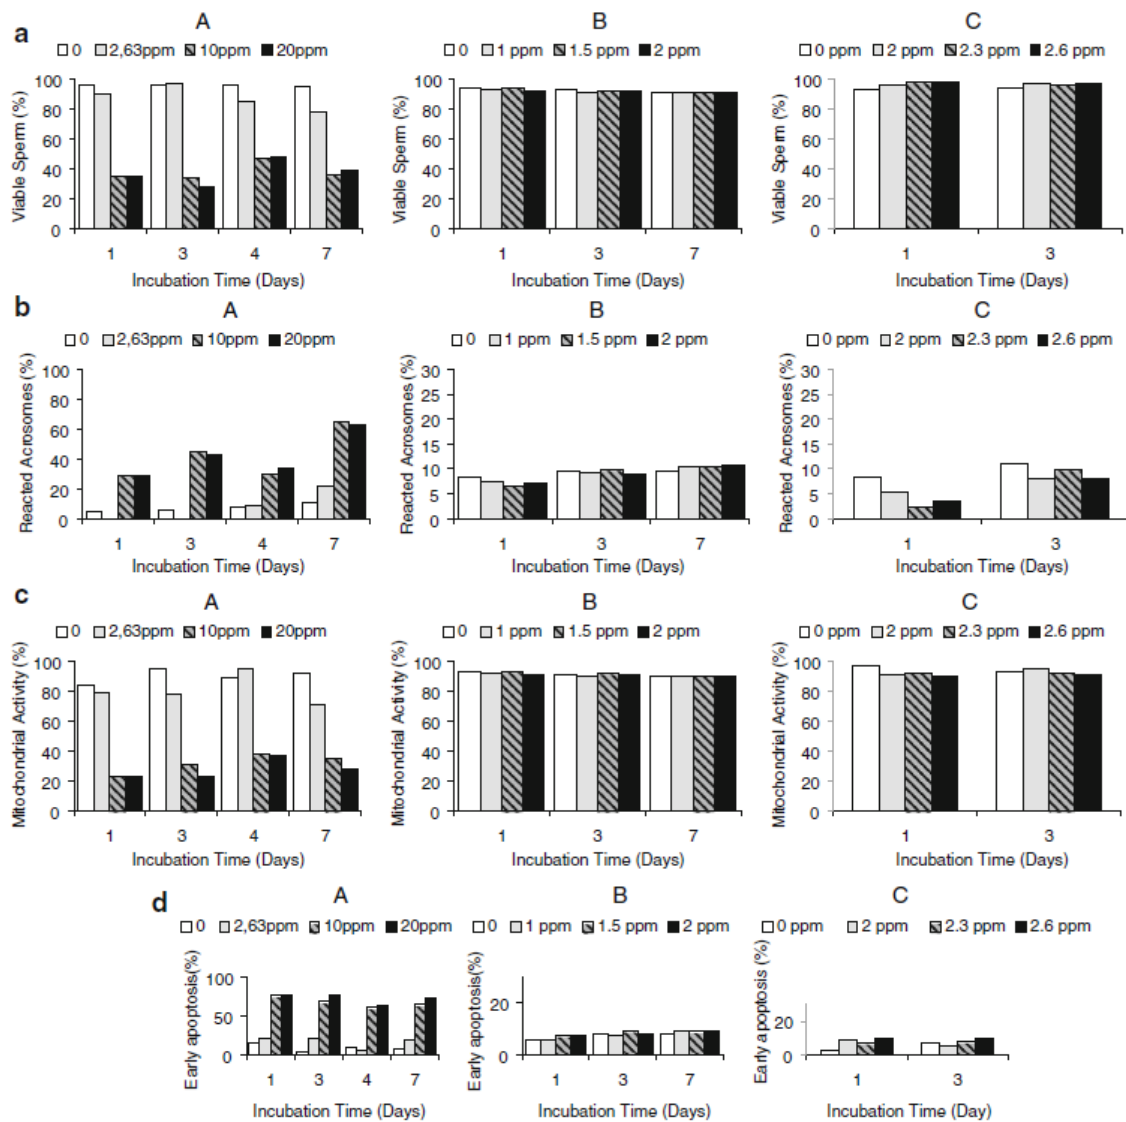 a
A
0 2,63ppm 10ppm 20ppm
Viable Sperm (%)
100
80
60
40
20
0
1 3 4 7
Incubation Time (Days)
B
0 1 ppm 1.5 ppm 2 ppm
Viable Sperm (%)
100
80
60
40
20
0
1 3 7
Incubation Time (Days)
C
0 ppm 2 ppm 2.3 ppm 2.6 ppm
Viable Sperm (%)
100
80
60
40
20
0
1 3
Incubation Time (Days)
b
A
0 2,63ppm 10ppm 20ppm
Reacted Acrosomes (%)
100
80
60
40
20
0
1 3 4 7
Incubation Time (Days)
B
0 1 ppm 1.5 ppm 2 ppm
Reacted Acrosomes (%)
30
25
20
15
10
5
0
1 3 7
Incubation Time (Days)
C
0 ppm 2 ppm 2.3 ppm 2.6 ppm
Reacted Acrosomes (%)
30
25
20
15
10
5
0
1 3
Incubation Time (Days)
c
A
0 2,63ppm 10ppm 20ppm
Mitochondrial Activity (%)
100
80
60
40
20
0
1 3 4 7
Incubation Time (Days)
B
0 1 ppm 1.5 ppm 2 ppm
Mitochondrial Activity (%)
100
80
60
40
20
0
1 3 7
Incubation Time (Days)
C
0 ppm 2 ppm 2.3 ppm 2.6 ppm
Mitochondrial Activity (%)
100
80
60
40
20
0
1 3
Incubation Time (Days)
d
A
0 2,63ppm 10ppm 20ppm
Early apoptosis(%)
100
50
0
1 3 4 7
Incubation Time (Days)
B
0 1 ppm 1.5 ppm 2 ppm
Early apoptosis(%)
20
0
1 3 7
Incubation Time (Days)
C
0 ppm 2 ppm 2.3 ppm 2.6 ppm
Early apoptosis (%)
20
0
1 3
Incubation Time (Day)